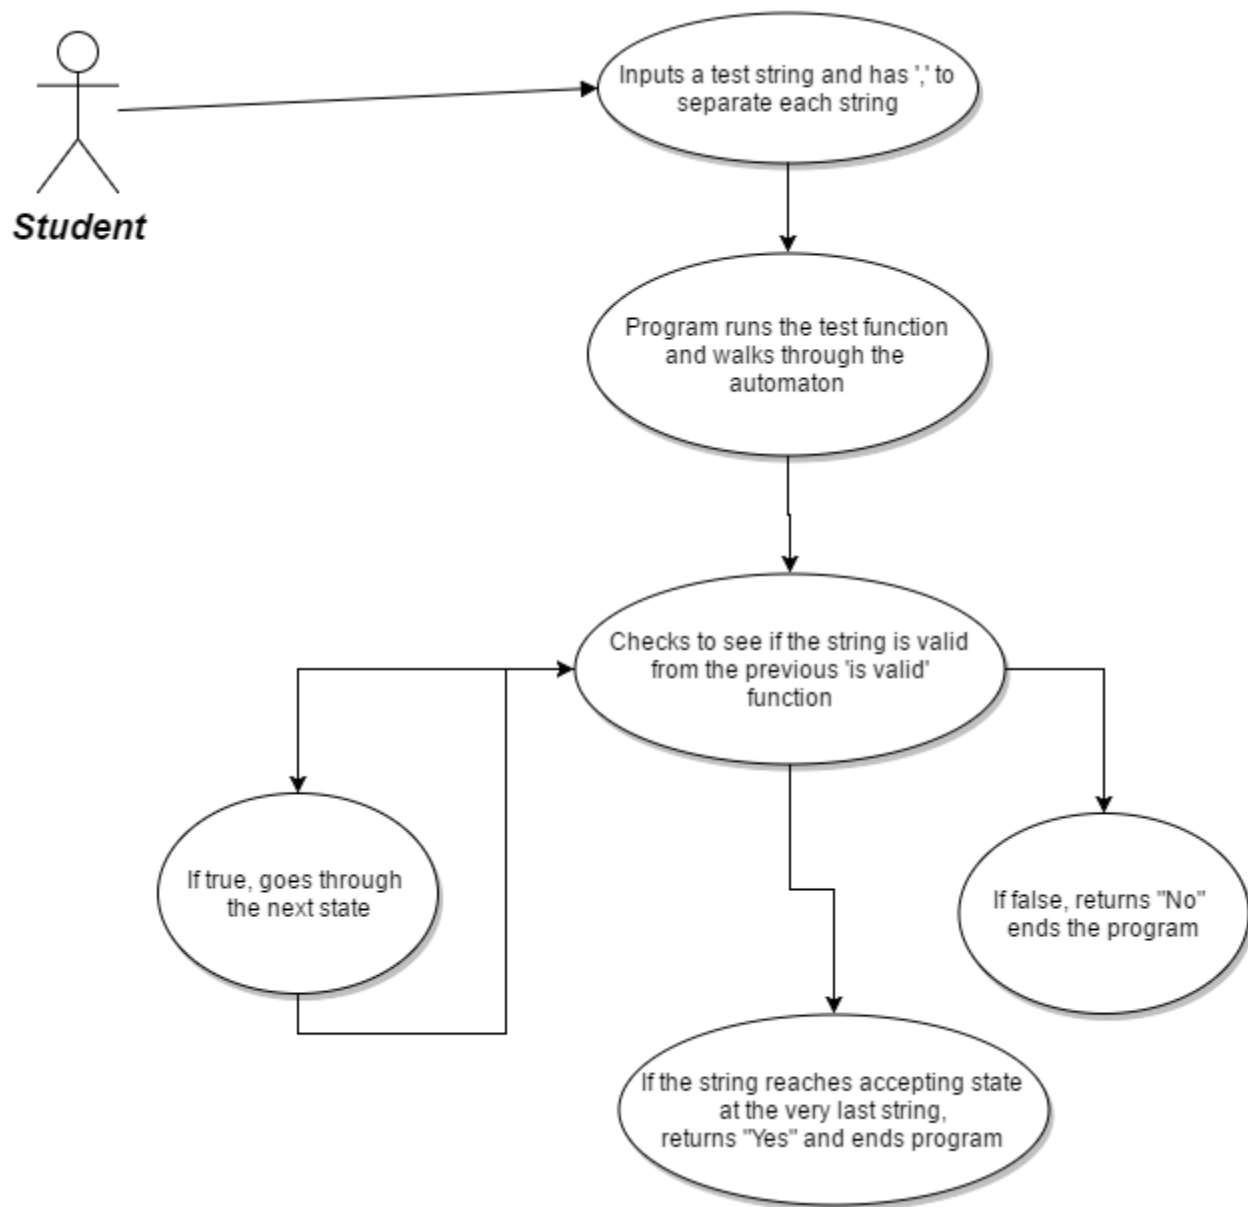 Student
Inputs a test string and has ',' to
separate each string
Program runs the test function
and walks through the
automaton
Checks to see if the string is valid
from the previous 'is valid'
function
If true, goes through
the next state
If false, returns "No"
ends the program
If the string reaches accepting state
at the very last string,
returns "Yes" and ends program